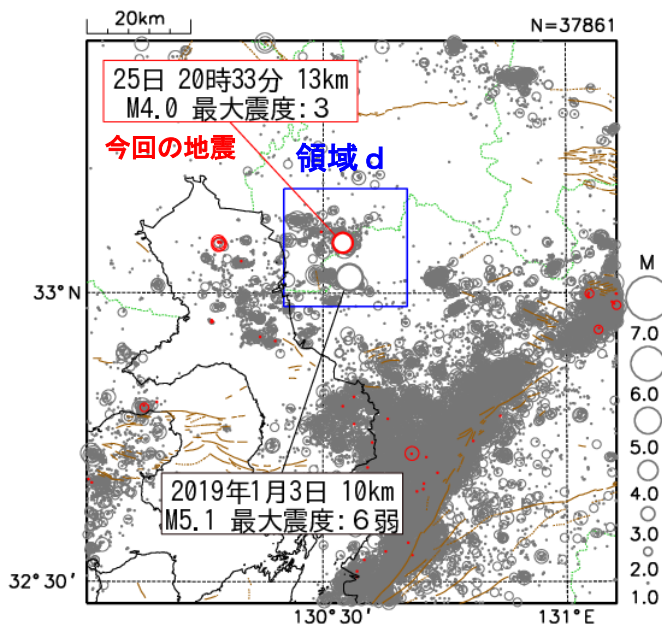 20km
N=37861
25日 20時33分 13km
M4.0 最大震度:3
今回の地震
領域d
33°N
M
7.0
6.0
5.0
4.0
3.0
2.0
1.0
2019年1月3日 10km
M5.1 最大震度:6弱
32°30′
130°30′
131°E